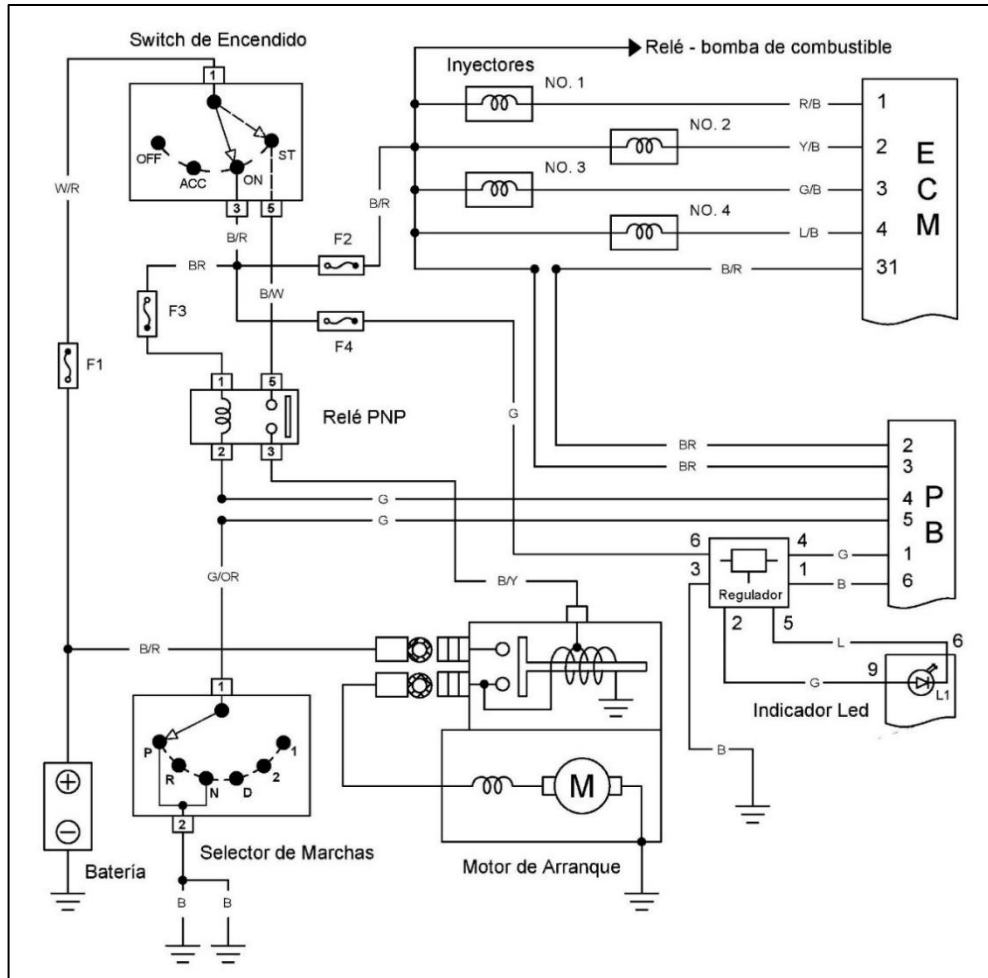 Switch de Encendido
1
OFF
ACC
ON
ST
3
5
W/R
B/R
BR
B/W
F3
F1
F2
F4
B/R
Relé - bomba de combustible
Inyectores
NO. 1
NO. 2
NO. 3
NO. 4
R/B
Y/B
G/B
L/B
B/R
1
2
3
4
31
ECM
1
5
2
3
Relé PNP
G
BR
BR
G
G
2
3
4
5
1
6
PB
6
3
4
1
2
5
Regulador
G
B
L
G
9
6
L1
Indicador Led
B
G/OR
B/Y
B/R
1
P
R
N
D
2
1
2
Selector de Marchas
B
B
Batería
M
Motor de Arranque